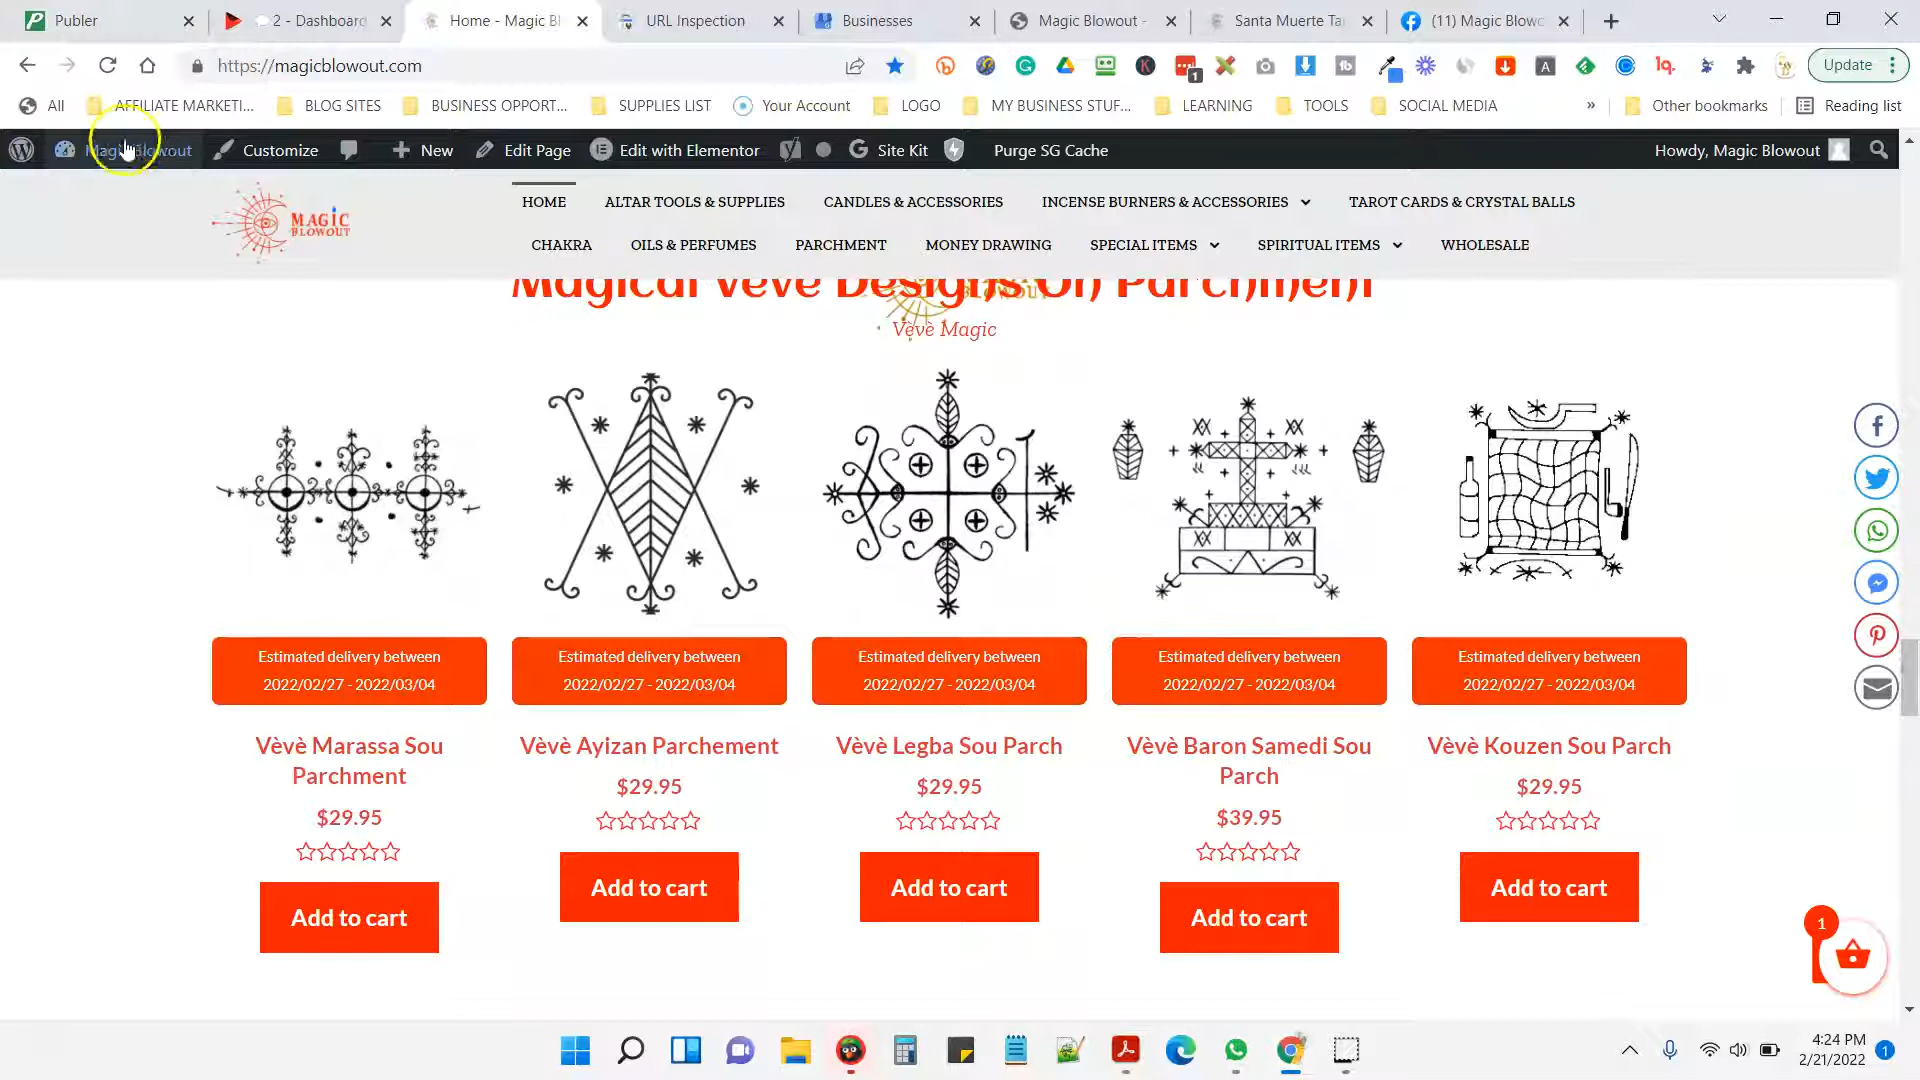 Publer
2 - Dashboard
Home - Magic Bl
URL Inspection
Businesses
Magic Blowout -
Santa Muerte Ta
(11) Magic Blow
https://magicblowout.com
1
Update
All
AFFILIATE MARKETI...
BLOG SITES
BUSINESS OPPORT...
SUPPLIES LIST
Your Account
LOGO
MY BUSINESS STUF...
LEARNING
TOOLS
SOCIAL MEDIA
»
Other bookmarks
Reading list
Magic Blowout
Customize
New
Edit Page
Edit with Elementor
Site Kit
Purge SG Cache
Howdy, Magic Blowout
MAGIC
BLOWOUT
HOME
ALTAR TOOLS & SUPPLIES
CANDLES & ACCESSORIES
INCENSE BURNERS & ACCESSORIES
TAROT CARDS & CRYSTAL BALLS
CHAKRA
OILS & PERFUMES
PARCHMENT
MONEY DRAWING
SPECIAL ITEMS
SPIRITUAL ITEMS
WHOLESALE
Magical Vèvè Designs On Parchment
Vèvè Magic
Estimated delivery between
2022/02/27 - 2022/03/04
Estimated delivery between
2022/02/27 - 2022/03/04
Estimated delivery between
2022/02/27 - 2022/03/04
Estimated delivery between
2022/02/27 - 2022/03/04
Estimated delivery between
2022/02/27 - 2022/03/04
Vèvè Marassa Sou
Parchment
$29.95
Add to cart
Vèvè Ayizan Parchement
$29.95
Add to cart
Vèvè Legba Sou Parch
$29.95
Add to cart
Vèvè Baron Samedi Sou
Parch
$39.95
Add to cart
Vèvè Kouzen Sou Parch
$29.95
Add to cart
1
4:24 PM
2/21/2022
1